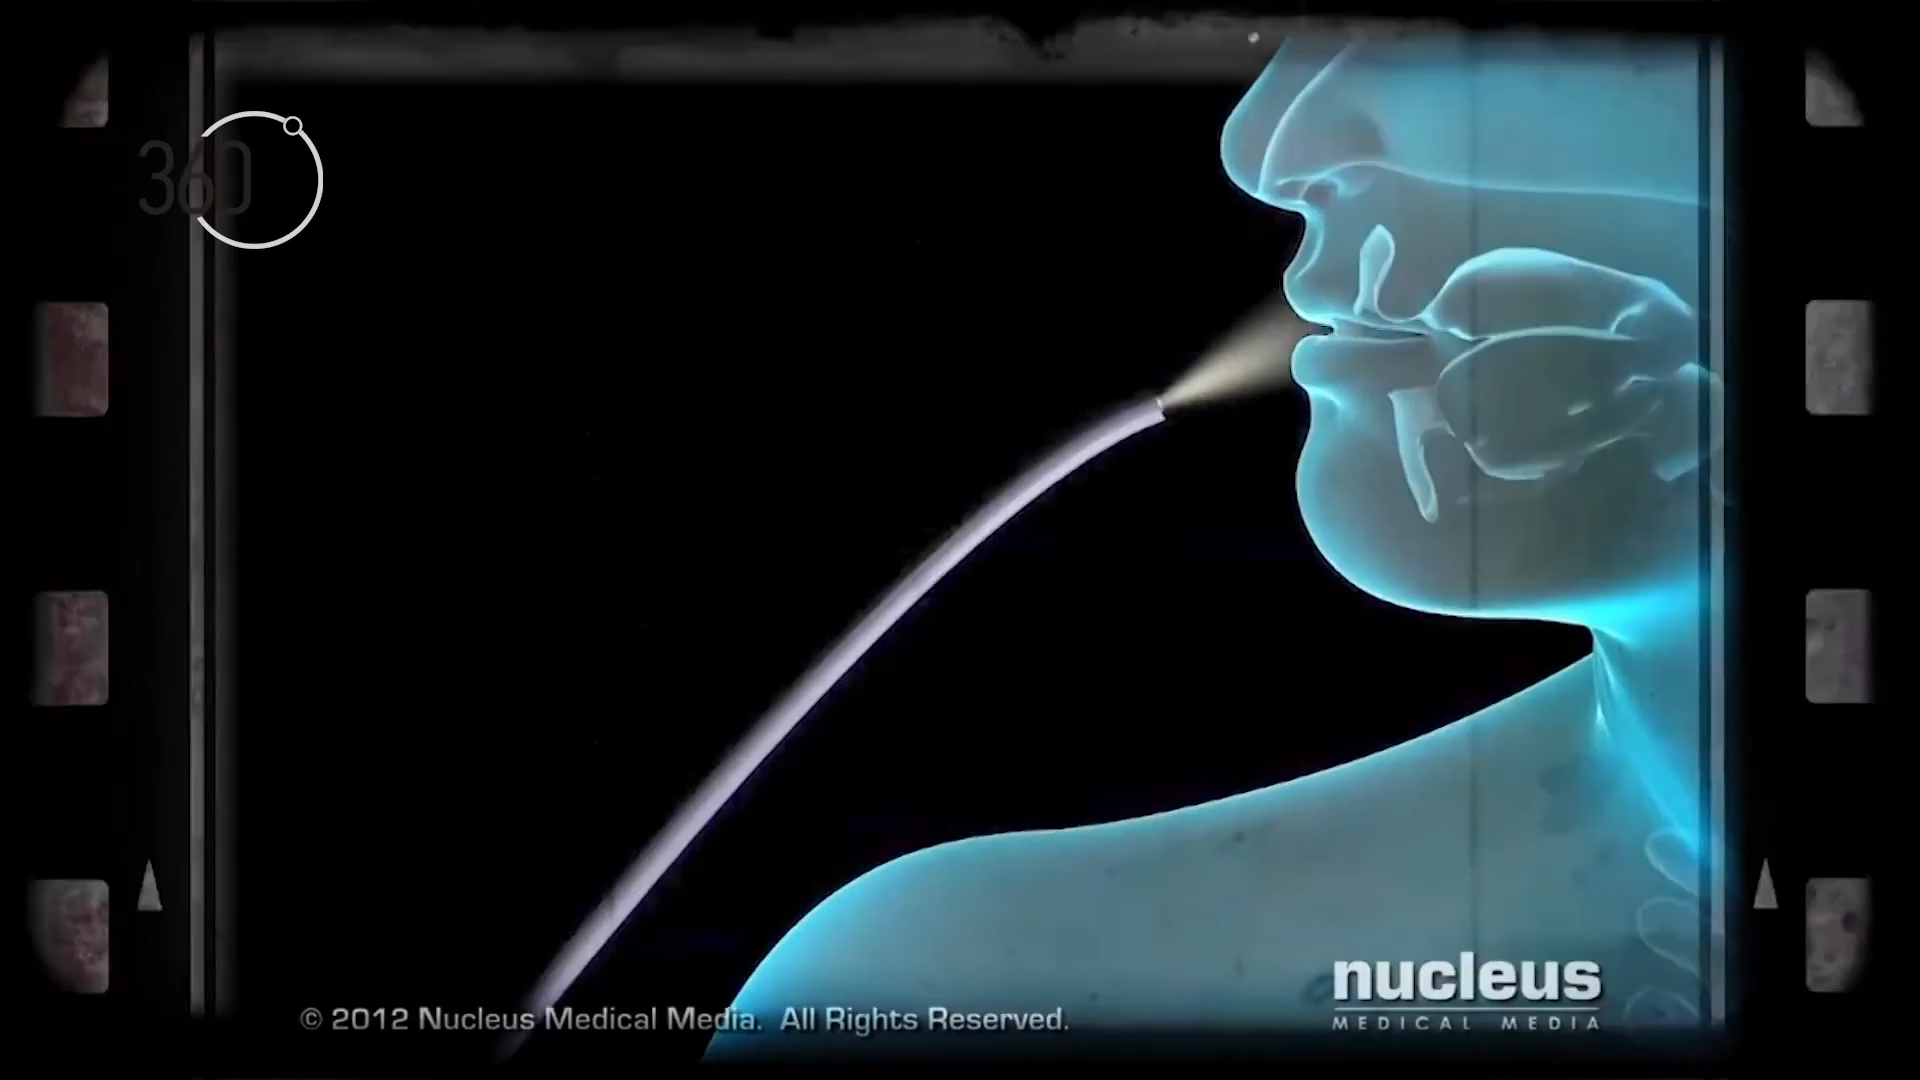 360
© 2012 Nucleus Medical Media. All Rights Reserved.
nucleus
MEDICAL MEDIA